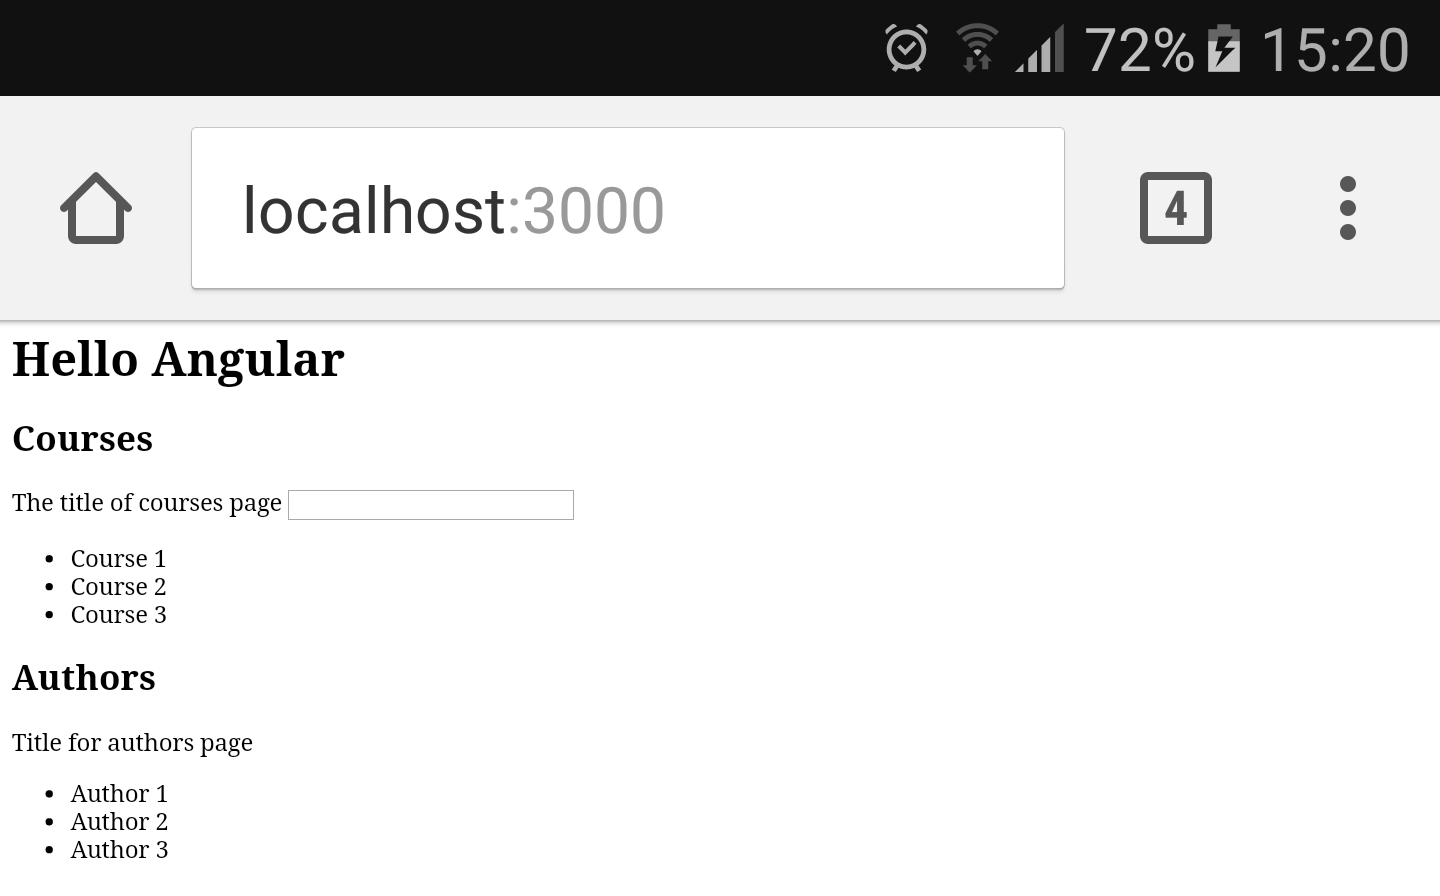 72% 15:20
localhost:3000
4
Hello Angular
Courses
The title of courses page
Course 1
Course 2
Course 3
Authors
Title for authors page
Author 1
Author 2
Author 3